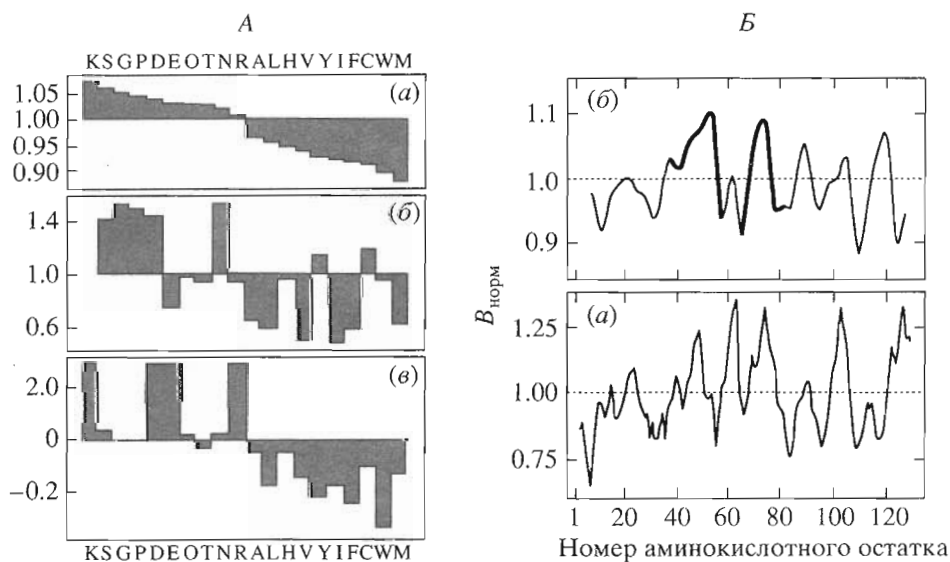 А
KSGPDEOTNRALHVYIFCWM
(а)
1.05
1.00
0.95
0.90
(б)
1.4
1.0
0.6
(в)
2.0
0
−0.2
KSGPDEOTNRALHVYIFCWM
Б
(б)
1.1
1.0
0.9
Bнорм
(а)
1.25
1.00
0.75
1 20 40 60 80 100 120
Номер аминокислотного остатка